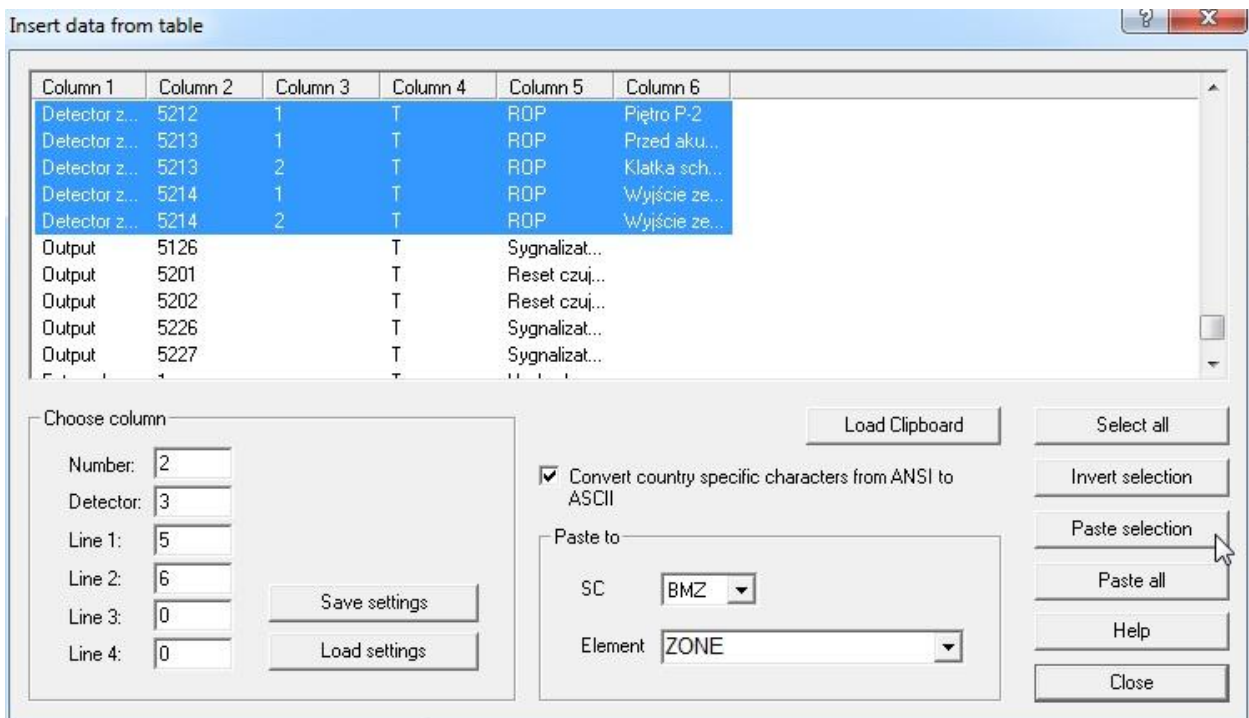 Insert data from table
Column 1 Column 2 Column 3 Column 4 Column 5 Column 6
Detector z... 5212 1 T ROP Piętro P-2
Detector z... 5213 1 T ROP Przed aku...
Detector z... 5213 2 T ROP Klatka sch...
Detector z... 5214 1 T ROP Wyjście ze...
Detector z... 5214 2 T ROP Wyjście ze...
Output 5126 T Sygnalizat...
Output 5201 T Reset czuj...
Output 5202 T Reset czuj...
Output 5226 T Sygnalizat...
Output 5227 T Sygnalizat...
Choose column
Number: 2
Detector: 3
Line 1: 5
Line 2: 6
Line 3: 0
Line 4: 0
Save settings
Load settings
Load Clipboard
Convert country specific characters from ANSI to
ASCII
Paste to
SC BMZ
Element ZONE
Select all
Invert selection
Paste selection
Paste all
Help
Close